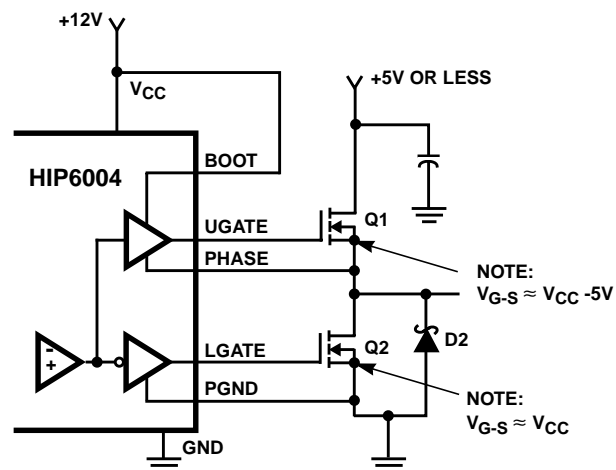 +12V
+5V OR LESS
VCC
BOOT
HIP6004
UGATE
Q1
PHASE
NOTE:
VG-S ≈ VCC -5V
- +
LGATE
Q2
D2
PGND
NOTE:
VG-S ≈ VCC
GND